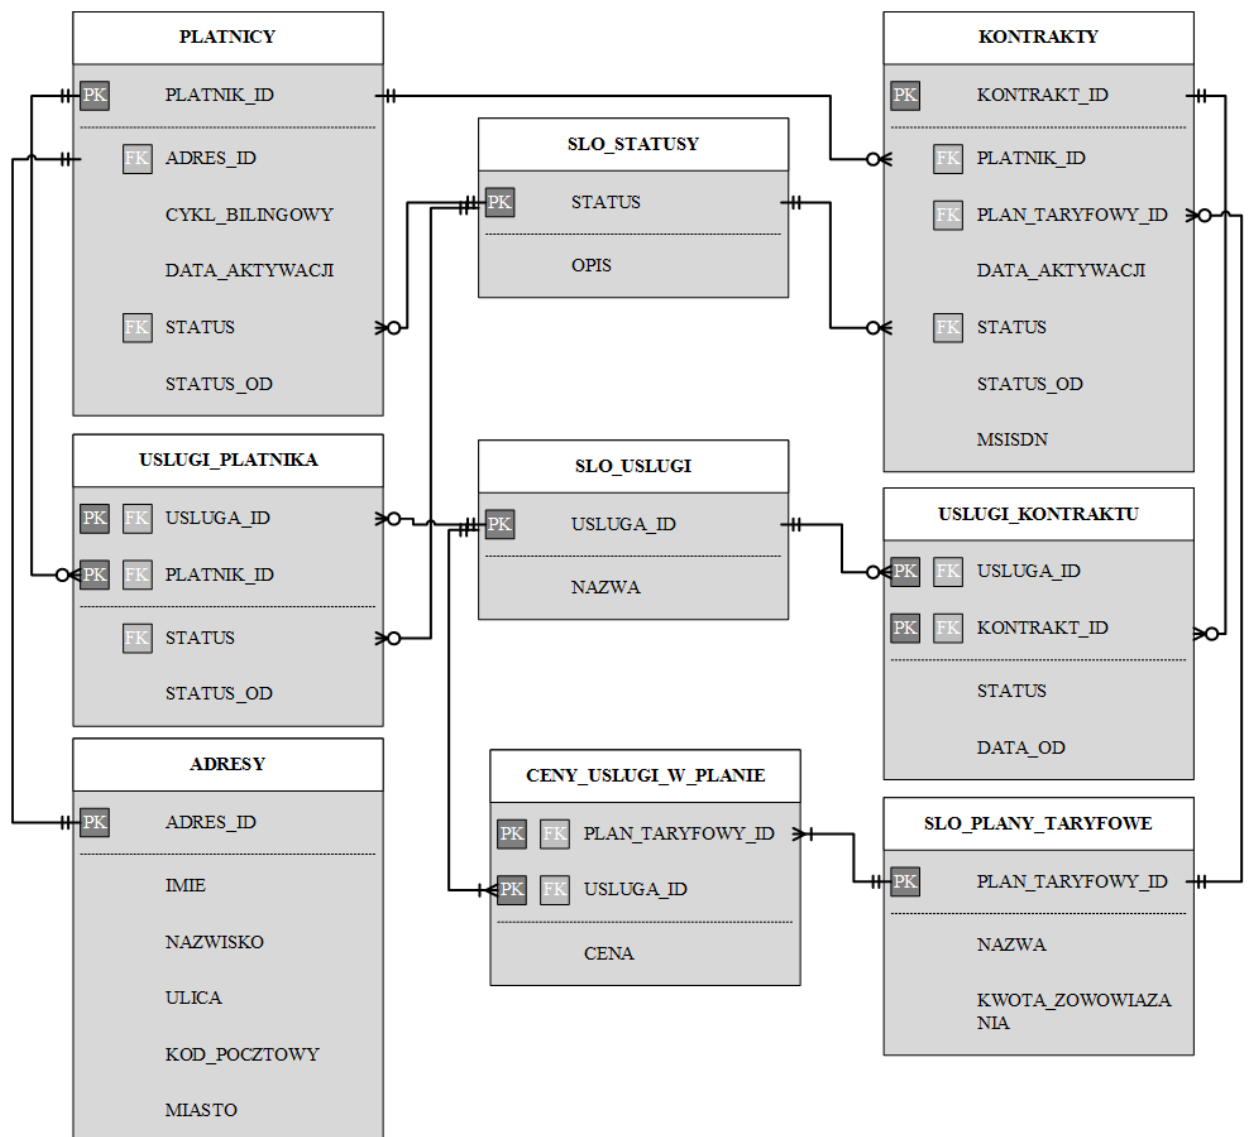 PLATNICY
PK PLATNIK_ID
FK ADRES_ID
CYKL_BILINGOWY
DATA_AKTYWACJI
FK STATUS
STATUS_OD
USLUGI_PLATNIKA
PK FK USLUGA_ID
PK FK PLATNIK_ID
FK STATUS
STATUS_OD
ADRESY
PK ADRES_ID
IMIE
NAZWISKO
ULICA
KOD_POCZTOWY
MIASTO
SLO_STATUSY
PK STATUS
OPIS
SLO_USLUGI
PK USLUGA_ID
NAZWA
CENY_USLUGI_W_PLANIE
PK FK PLAN_TARYFOWY_ID
PK FK USLUGA_ID
CENA
KONTRAKTY
PK KONTRAKT_ID
FK PLATNIK_ID
FK PLAN_TARYFOWY_ID
DATA_AKTYWACJI
FK STATUS
STATUS_OD
MSISDN
USLUGI_KONTRAKTU
PK FK USLUGA_ID
PK FK KONTRAKT_ID
STATUS
DATA_OD
SLO_PLANY_TARYFOWE
PK PLAN_TARYFOWY_ID
NAZWA
KWOTA_ZOWOWIAZA
NIA